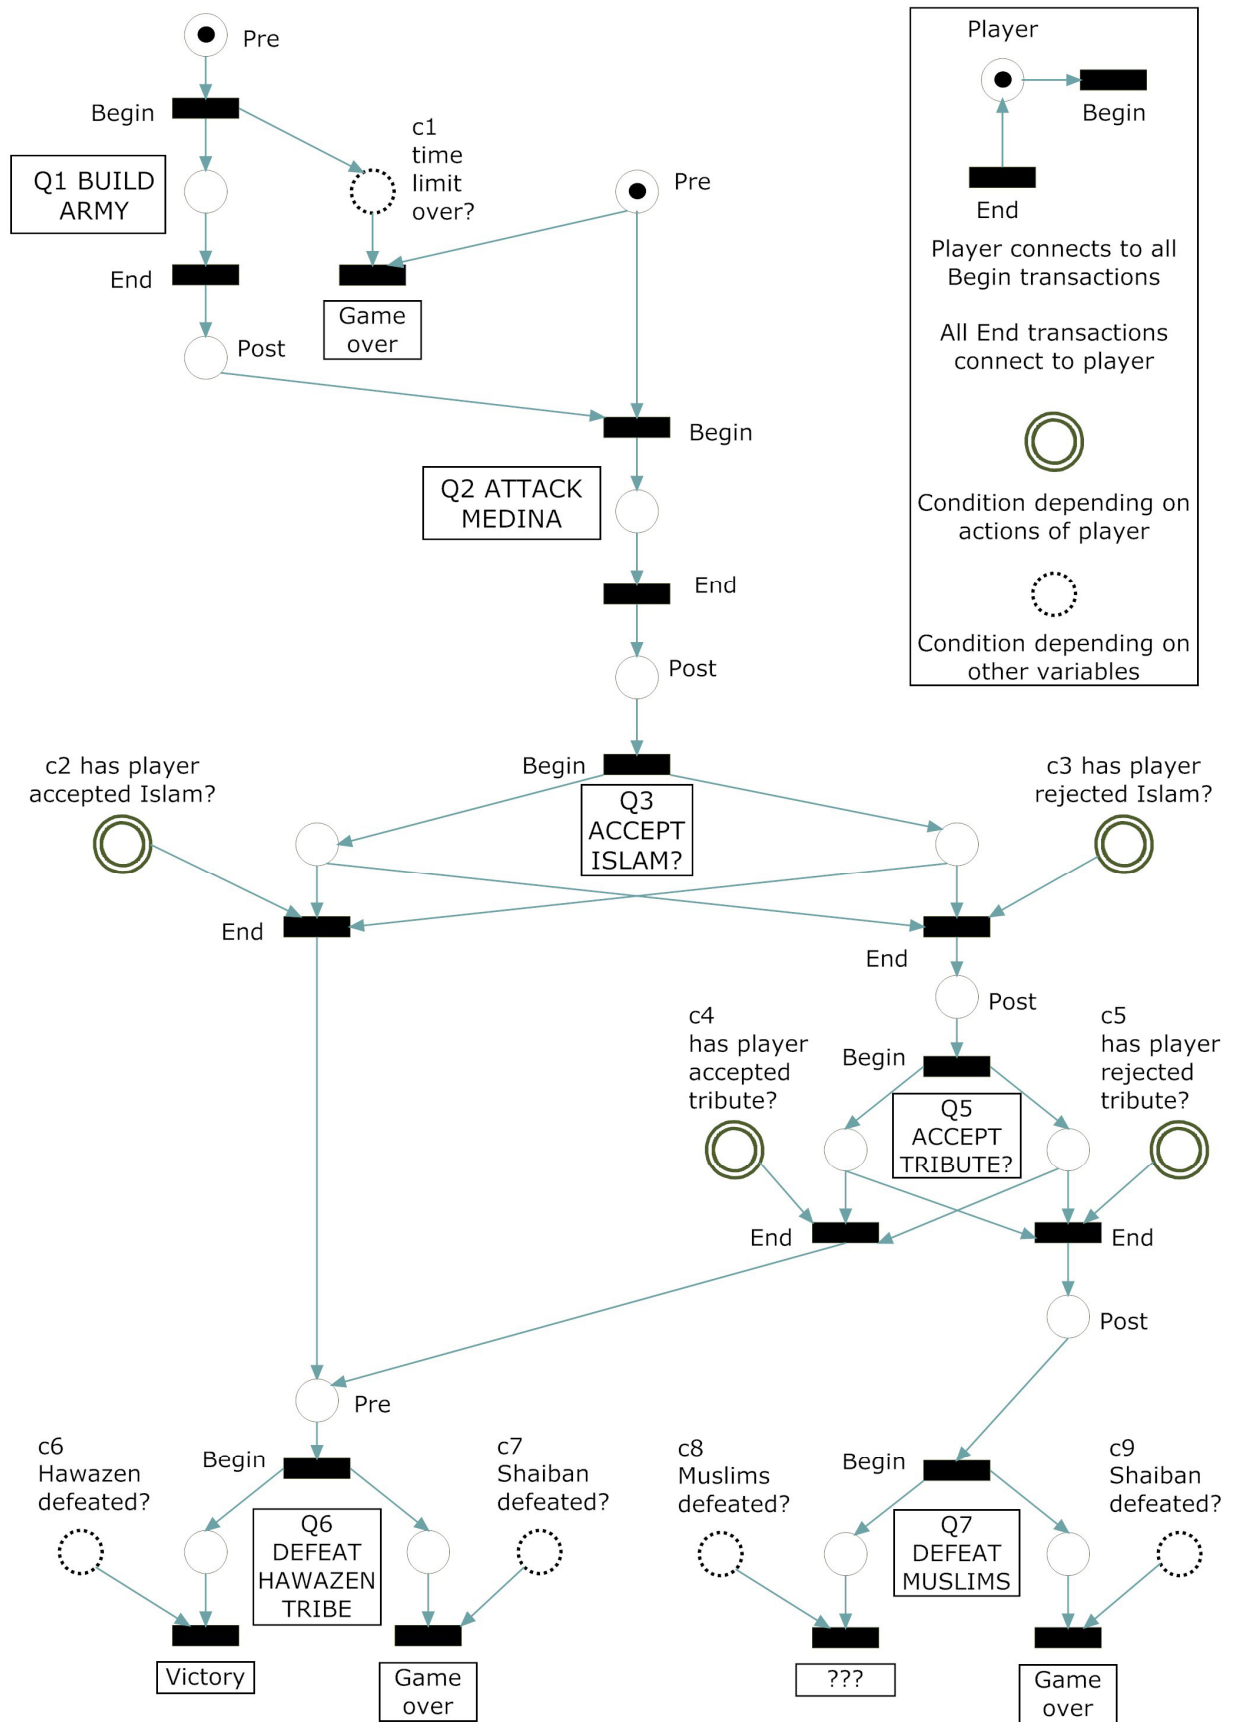 Pre
Begin
Q1 BUILD
ARMY
End
Post
c1
time
limit
over?
Game
over
Pre
Begin
Q2 ATTACK
MEDINA
End
Post
Player
Begin
End
Player connects to all
Begin transactions
All End transactions
connect to player
Condition depending on
actions of player
Condition depending on
other variables
c2 has player
accepted Islam?
Begin
Q3
ACCEPT
ISLAM?
c3 has player
rejected Islam?
End
End
Post
c4
has player
accepted
tribute?
Begin
Q5
ACCEPT
TRIBUTE?
c5
has player
rejected
tribute?
End
End
Post
Pre
c6
Hawazen
defeated?
Begin
Q6
DEFEAT
HAWAZEN
TRIBE
c7
Shaiban
defeated?
Victory
Game
over
c8
Muslims
defeated?
Begin
Q7
DEFEAT
MUSLIMS
c9
Shaiban
defeated?
???
Game
over